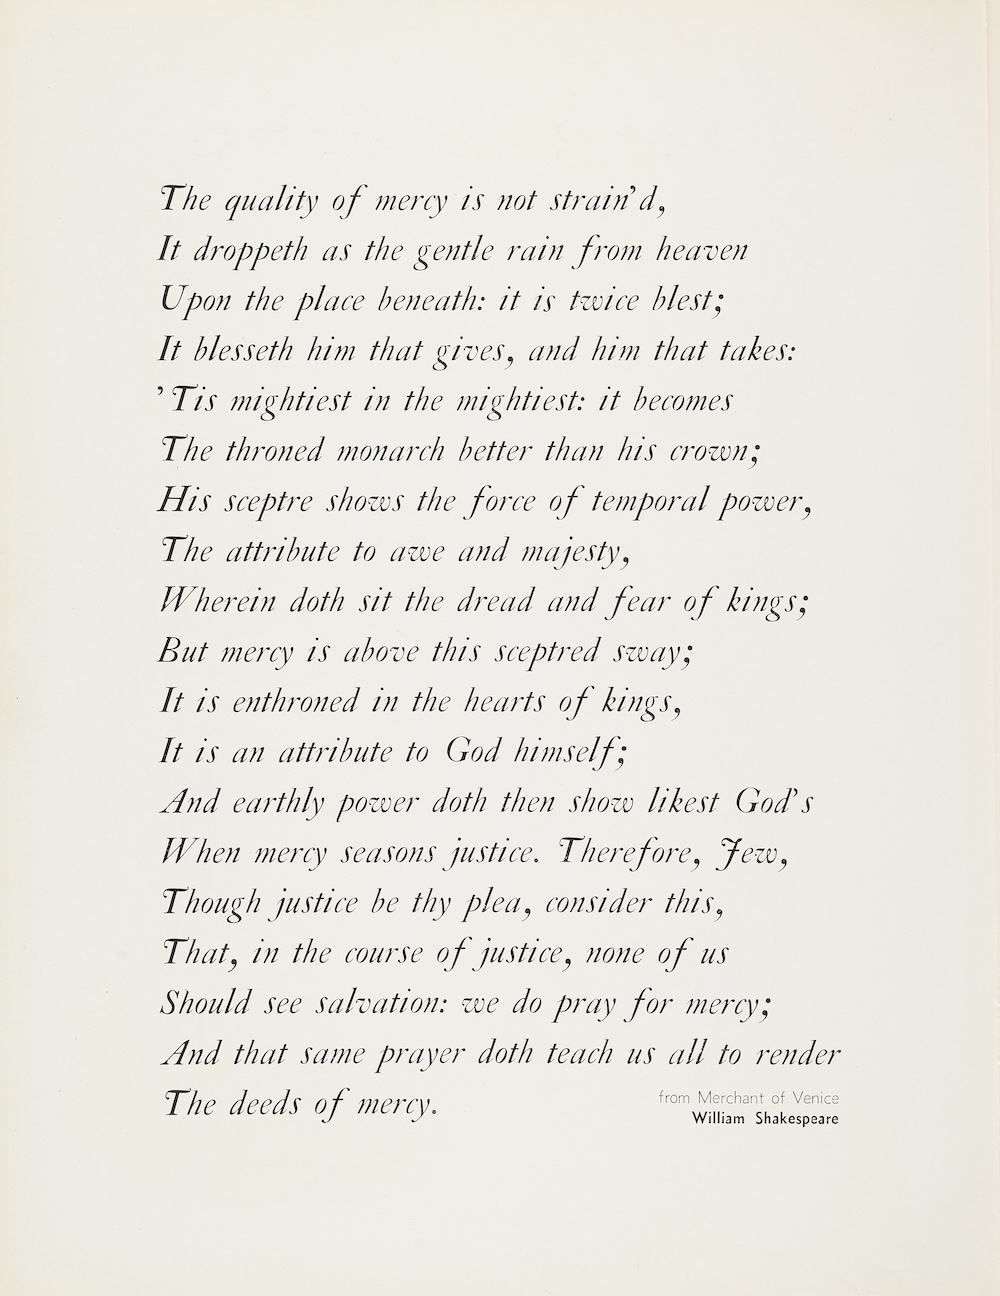 The quality of mercy is not strain'd,
It droppeth as the gentle rain from heaven
Upon the place beneath: it is twice blest;
It blesseth him that gives, and him that takes:
'Tis mightiest in the mightiest: it becomes
The throned monarch better than his crown;
His sceptre shows the force of temporal power,
The attribute to awe and majesty,
Wherein doth sit the dread and fear of kings;
But mercy is above this sceptred sway;
It is enthroned in the hearts of kings,
It is an attribute to God himself;
And earthly power doth then show likest God's
When mercy seasons justice. Therefore, Jew,
Though justice be thy plea, consider this,
That, in the course of justice, none of us
Should see salvation: we do pray for mercy;
And that same prayer doth teach us all to render
The deeds of mercy.
from Merchant of Venice
William Shakespeare